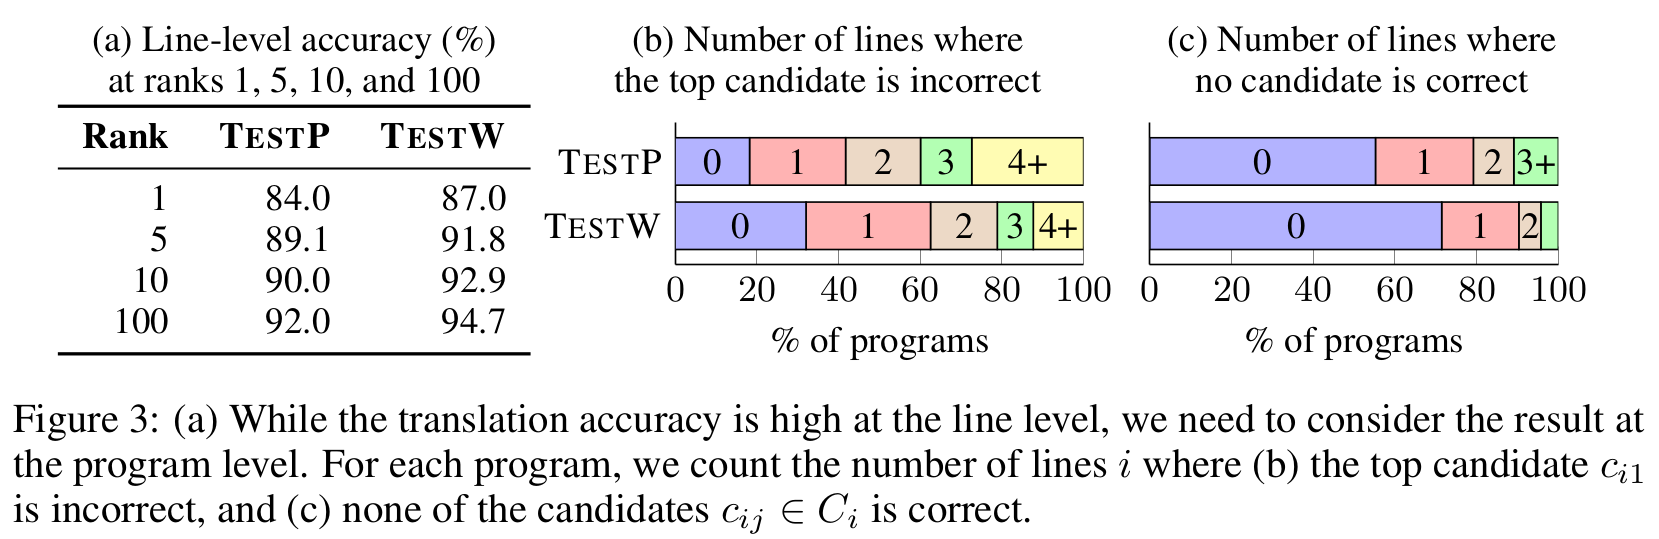 (a) Line-level accuracy (%)
at ranks 1, 5, 10, and 100
Rank TESTP TESTW
1 84.0 87.0
5 89.1 91.8
10 90.0 92.9
100 92.0 94.7
(b) Number of lines where
the top candidate is incorrect
TESTP 0 1 2 3 4+
TESTW 0 1 2 3 4+
0 20 40 60 80 100
% of programs
(c) Number of lines where
no candidate is correct
0 1 2 3+
0 1 2
0 20 40 60 80 100
% of programs
Figure 3: (a) While the translation accuracy is high at the line level, we need to consider the result at
the program level. For each program, we count the number of lines i where (b) the top candidate c_{i1}
is incorrect, and (c) none of the candidates c_{ij} ∈ C_i is correct.